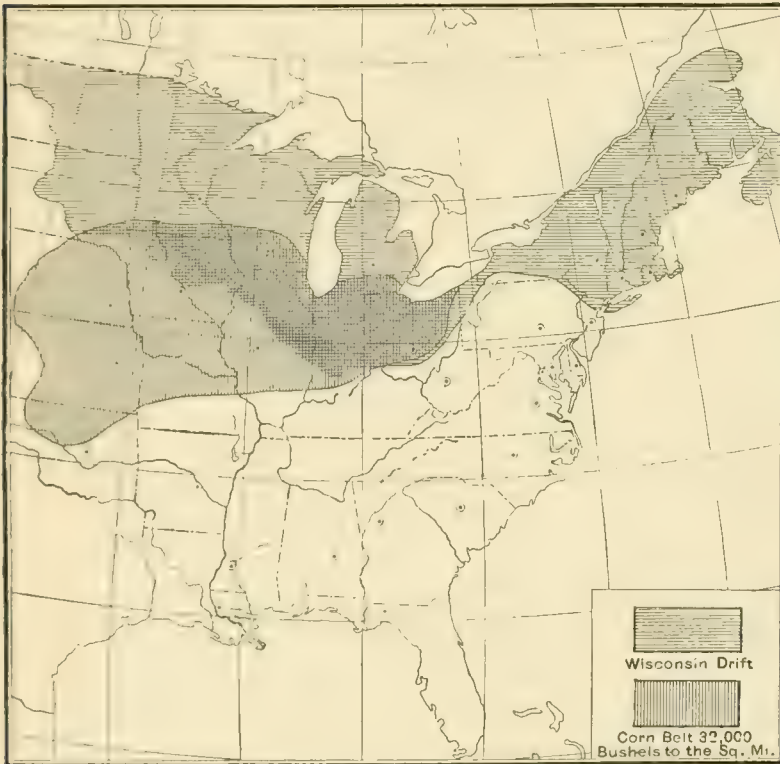 Wisconsin Drift
Corn Belt 32,000
Bushels to the Sq. Mi.